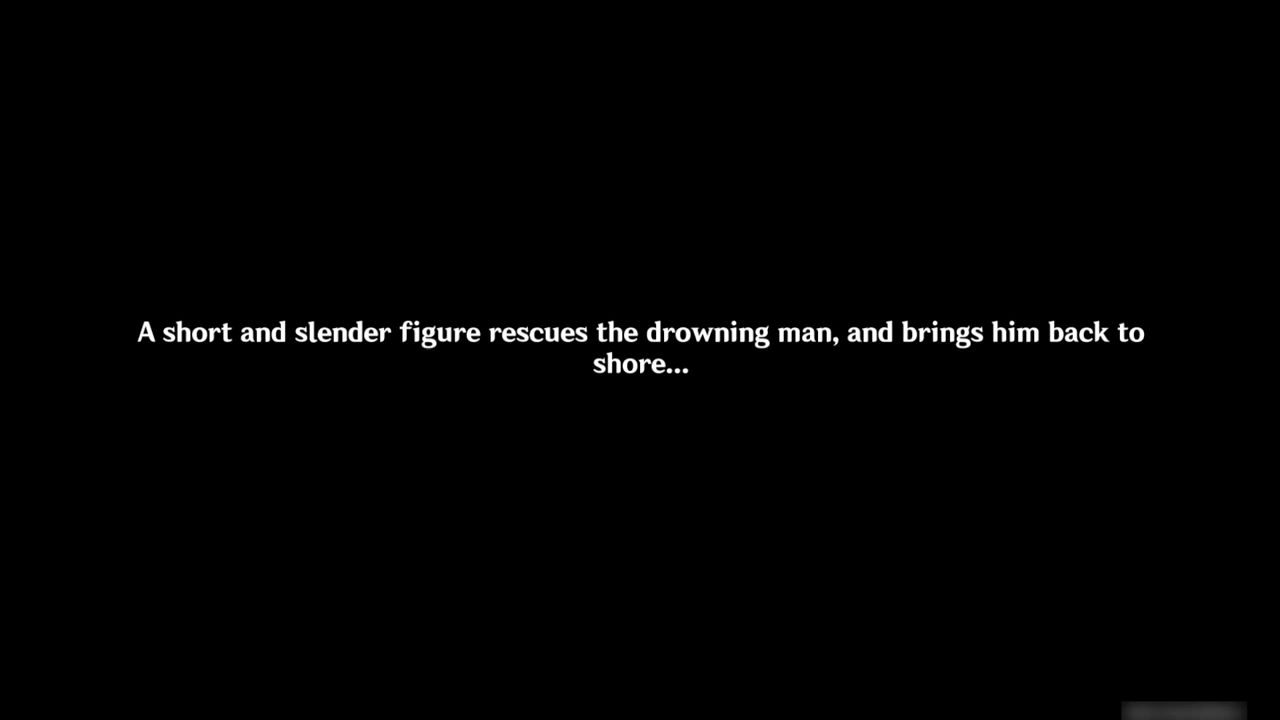 A short and slender figure rescues the drowning man, and brings him back to
shore...